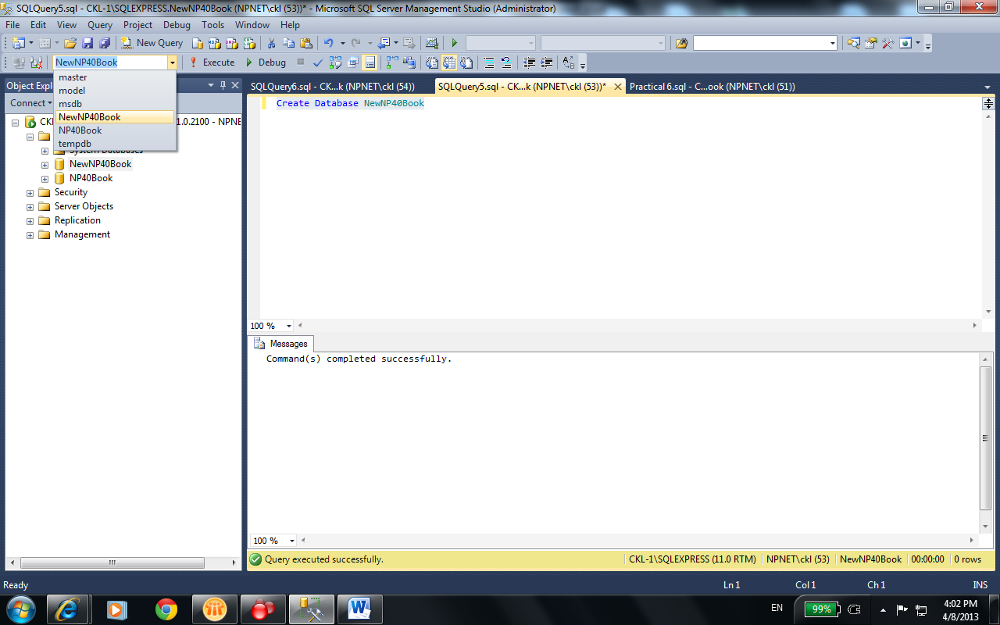 SQLQuery5.sql - CKL-1\SQLEXPRESS.NewNP40Book (NPNET\ckl (53))* - Microsoft SQL Server Management Studio (Administrator)
File Edit View Query Project Debug Tools Window Help
New Query
NewNP40Book Execute Debug
master
model
msdb
NewNP40Book
NP40Book
tempdb
Object Expl
Connect
CK 1.0.2100 - NPNE
System Databases
NewNP40Book
NP40Book
Security
Server Objects
Replication
Management
SQLQuery6.sql - CK...k (NPNET\ckl (54)) SQLQuery5.sql - CK...k (NPNET\ckl (53))* Practical 6.sql - C...ook (NPNET\ckl (51))
Create Database NewNP40Book
100 %
Messages
Command(s) completed successfully.
100 %
Query executed successfully. CKL-1\SQLEXPRESS (11.0 RTM) NPNET\ckl (53) NewNP40Book 00:00:00 0 rows
Ready Ln 1 Col 1 Ch 1 INS
EN 99% 4:02 PM
4/8/2013